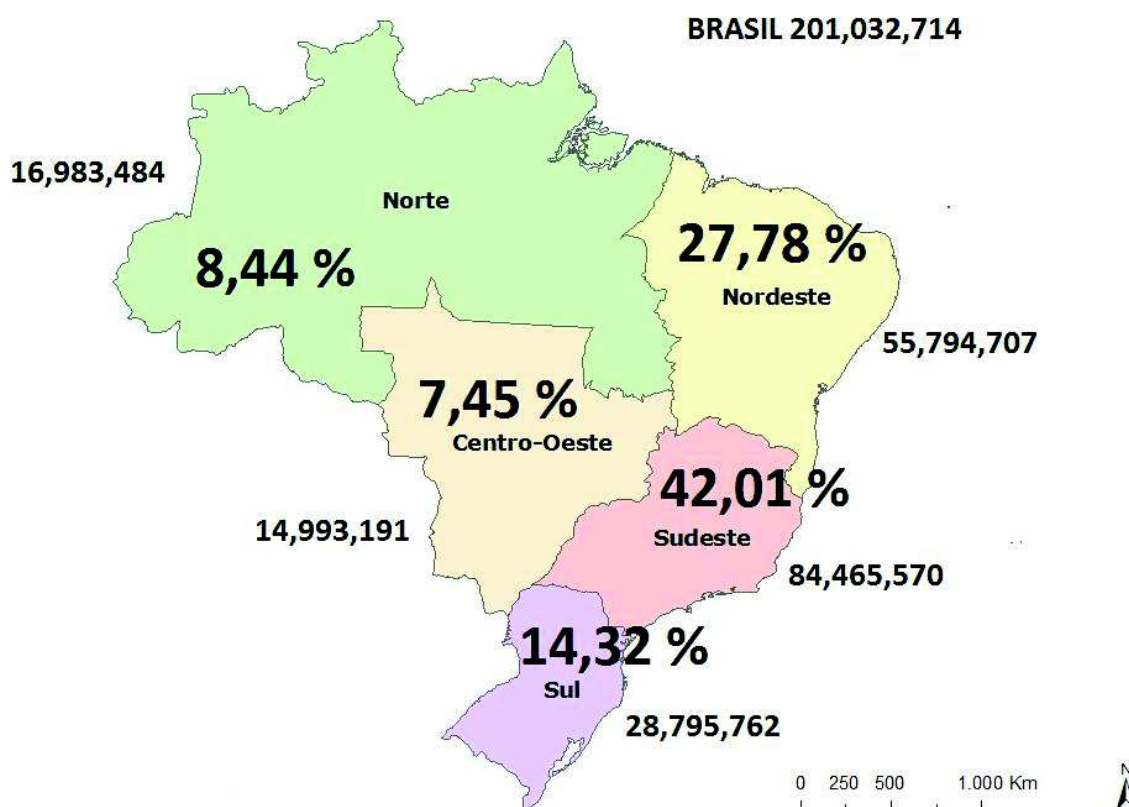 BRASIL 201,032,714
16,983,484
Norte
8,44 %
27,78 %
Nordeste
55,794,707
7,45 %
Centro-Oeste
42,01 %
Sudeste
14,993,191
84,465,570
14,32 %
Sul
28,795,762
0 250 500 1.000 Km
N